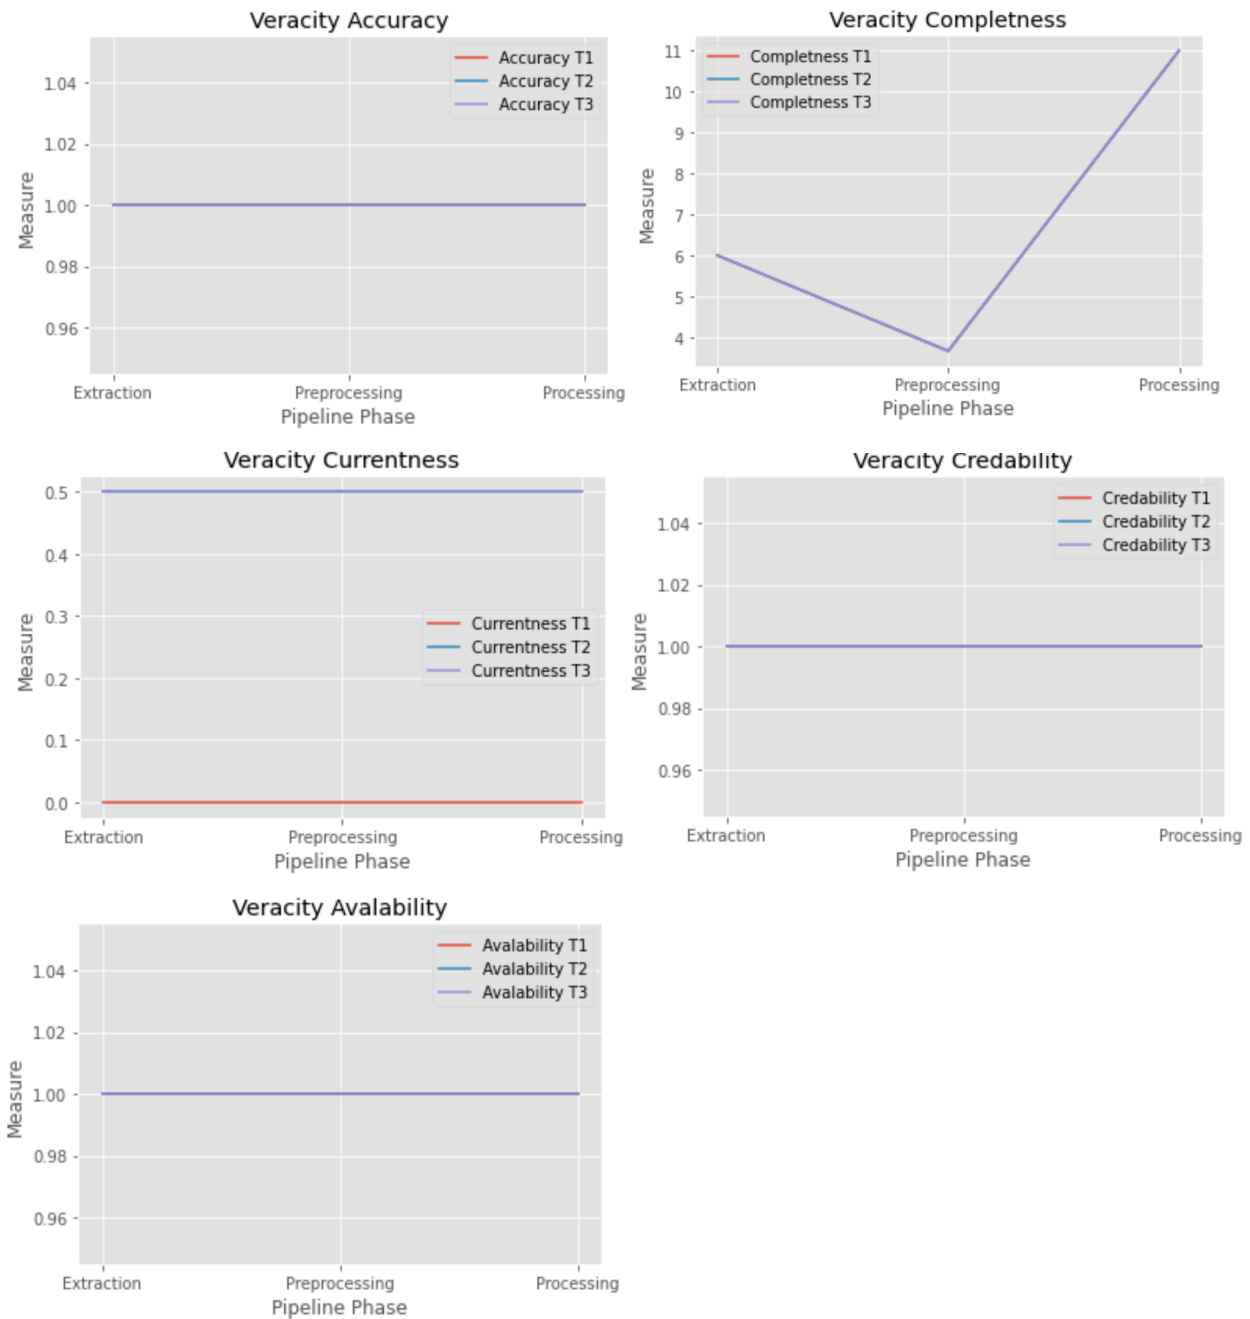 Veracity Accuracy
Accuracy T1
Accuracy T2
Accuracy T3
1.04
1.02
1.00
0.98
0.96
Measure
Extraction
Preprocessing
Processing
Pipeline Phase
Veracity Completness
Completness T1
Completness T2
Completness T3
11
10
9
8
7
6
5
4
Measure
Extraction
Preprocessing
Processing
Pipeline Phase
Veracity Currentness
0.5
0.4
0.3
0.2
0.1
0.0
Currentness T1
Currentness T2
Currentness T3
Measure
Extraction
Preprocessing
Processing
Pipeline Phase
Veracity Credability
Credability T1
Credability T2
Credability T3
1.04
1.02
1.00
0.98
0.96
Measure
Extraction
Preprocessing
Processing
Pipeline Phase
Veracity Avalability
Avalability T1
Avalability T2
Avalability T3
1.04
1.02
1.00
0.98
0.96
Measure
Extraction
Preprocessing
Processing
Pipeline Phase